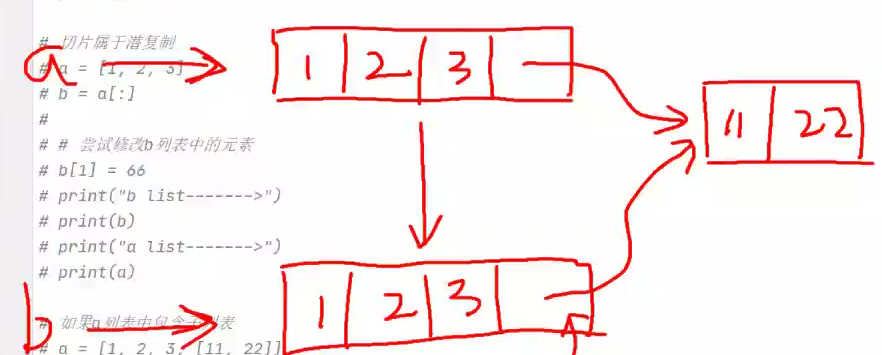 # 切片属于潜复制
a
# a = [1, 2, 3]
1 2 3
11 22
# b = a[:]
#
# # 尝试修改b列表中的元素
# b[1] = 66
# print("b list------->")
# print(b)
# print("a list------->")
# print(a)
b
1 2 3
# 如果a列表中包含子列表
# a = [1, 2, 3, [11, 22]]